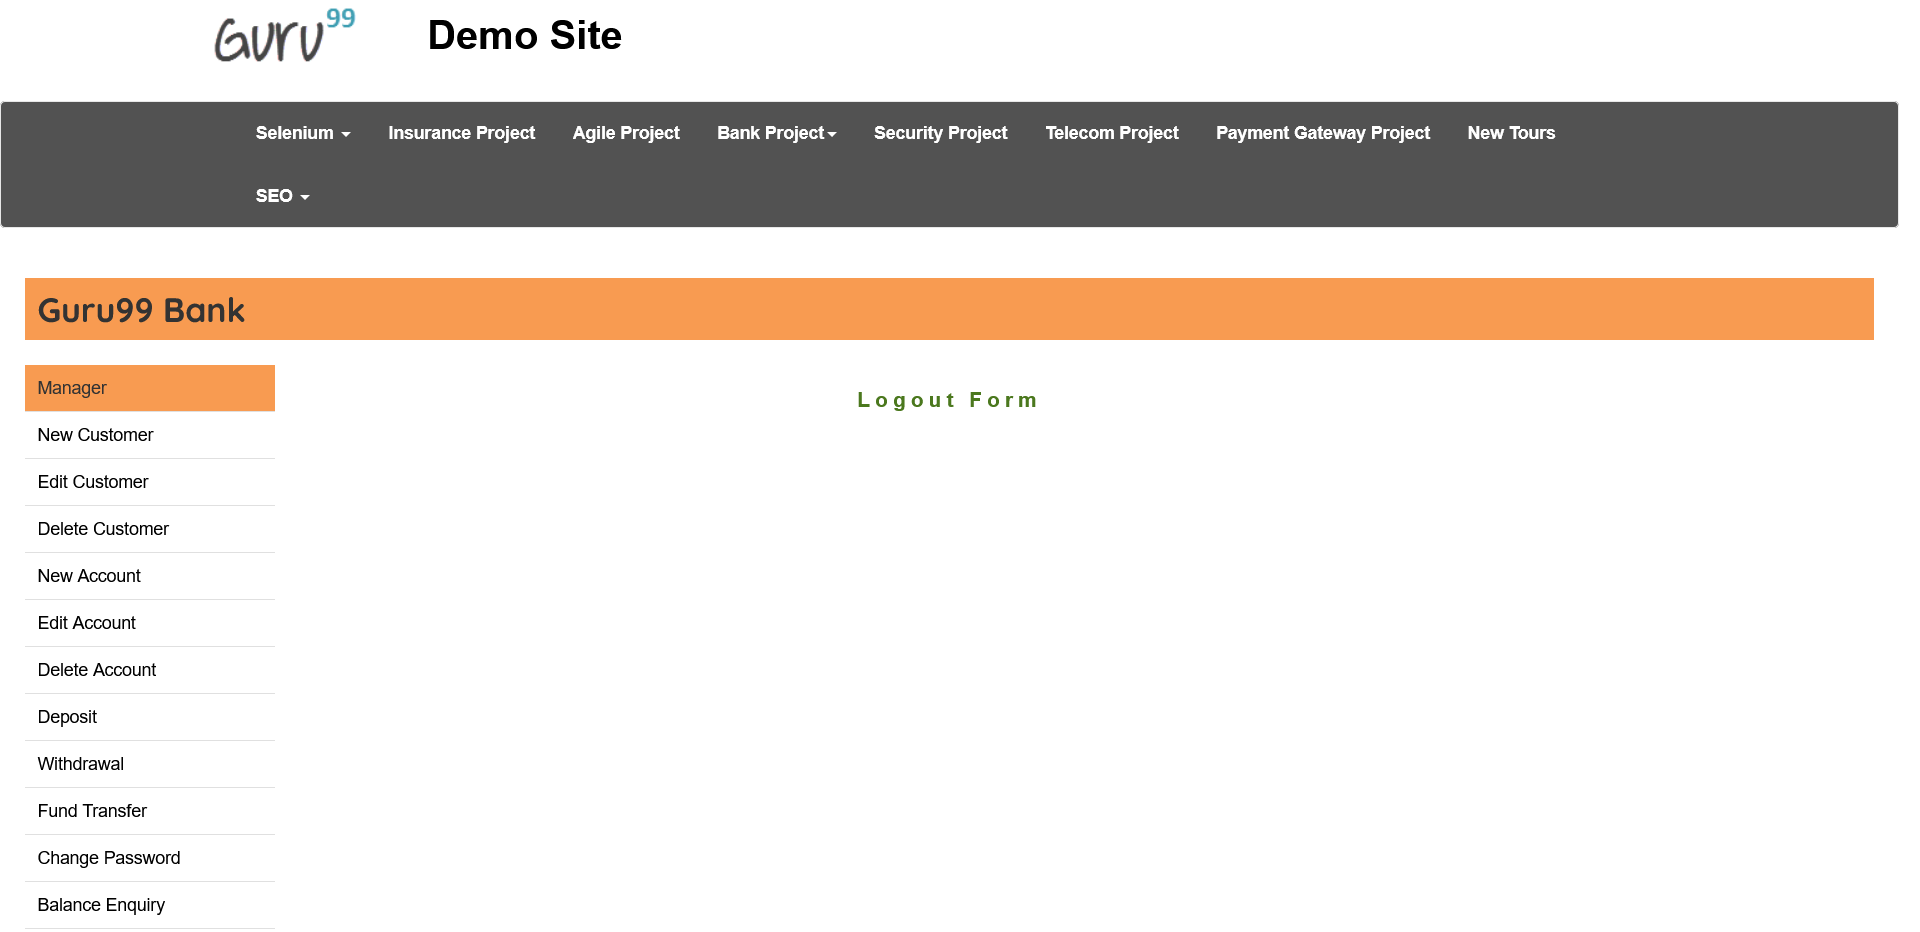 Guru99 Demo Site
Selenium Insurance Project Agile Project Bank Project Security Project Telecom Project Payment Gateway Project New Tours
SEO
Guru99 Bank
Manager
Logout Form
New Customer
Edit Customer
Delete Customer
New Account
Edit Account
Delete Account
Deposit
Withdrawal
Fund Transfer
Change Password
Balance Enquiry